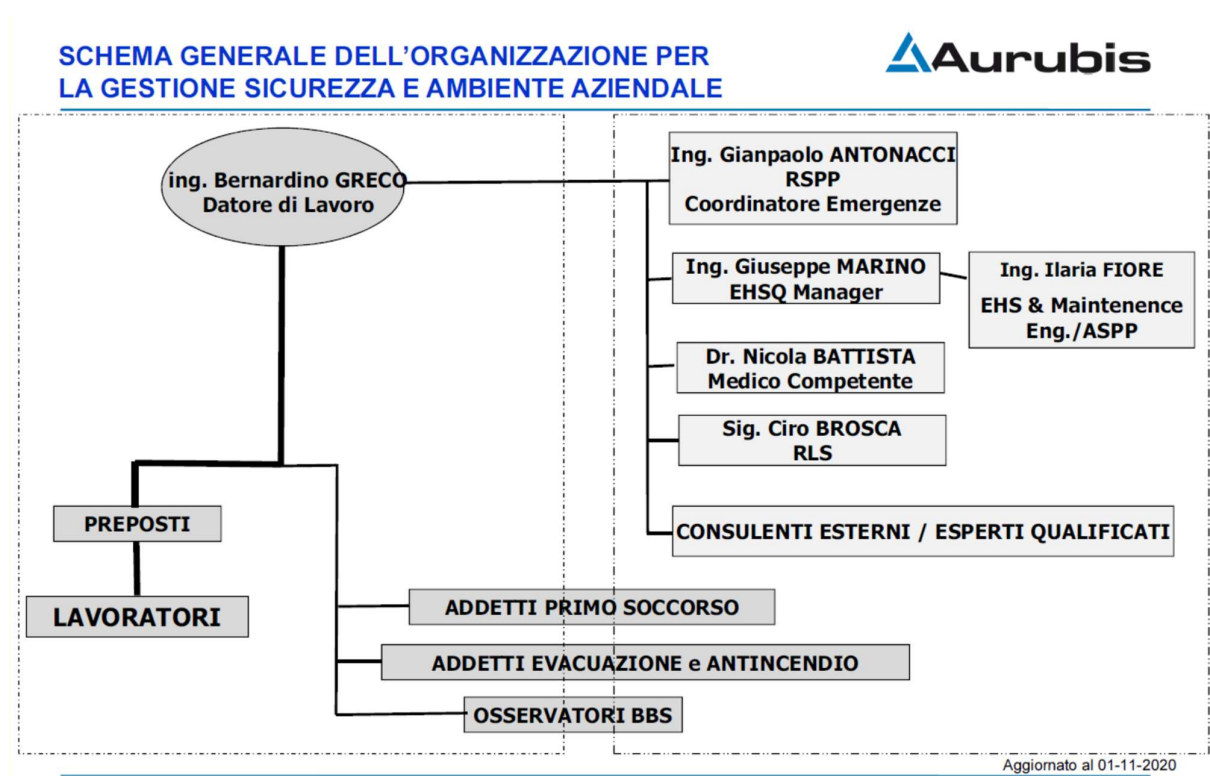 SCHEMA GENERALE DELL'ORGANIZZAZIONE PER
LA GESTIONE SICUREZZA E AMBIENTE AZIENDALE
Aurubis
ing. Bernardino GRECO
Datore di Lavoro
Ing. Gianpaolo ANTONACCI
RSPP
Coordinatore Emergenze
Ing. Giuseppe MARINO
EHSQ Manager
Ing. Ilaria FIORE
EHS & Maintenence
Eng./ASPP
Dr. Nicola BATTISTA
Medico Competente
Sig. Ciro BROSCA
RLS
CONSULENTI ESTERNI / ESPERTI QUALIFICATI
PREPOSTI
LAVORATORI
ADDETTI PRIMO SOCCORSO
ADDETTI EVACUAZIONE e ANTINCENDIO
OSSERVATORI BBS
Aggiornato al 01-11-2020